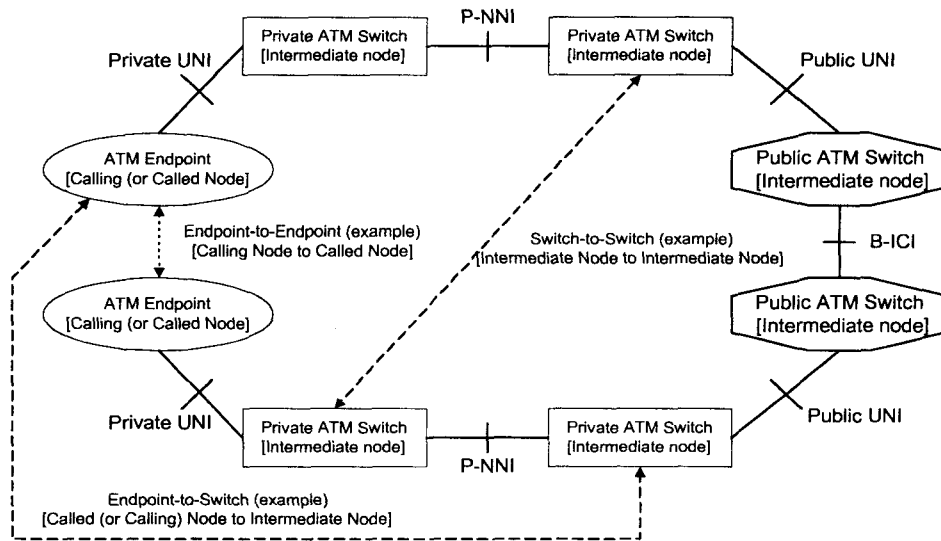 P-NNI
Private ATM Switch
[Intermediate node]
Private ATM Switch
[Intermediate node]
Private UNI
Public UNI
ATM Endpoint
[Calling (or Called Node]
Public ATM Switch
[Intermediate node]
Endpoint-to-Endpoint (example)
[Calling Node to Called Node]
Switch-to-Switch (example)
[Intermediate Node to Intermediate Node]
B-ICI
ATM Endpoint
[Calling (or Called Node]
Public ATM Switch
[Intermediate node]
Private UNI
Public UNI
Private ATM Switch
[Intermediate node]
Private ATM Switch
[Intermediate node]
P-NNI
Endpoint-to-Switch (example)
[Called (or Calling) Node to Intermediate Node]